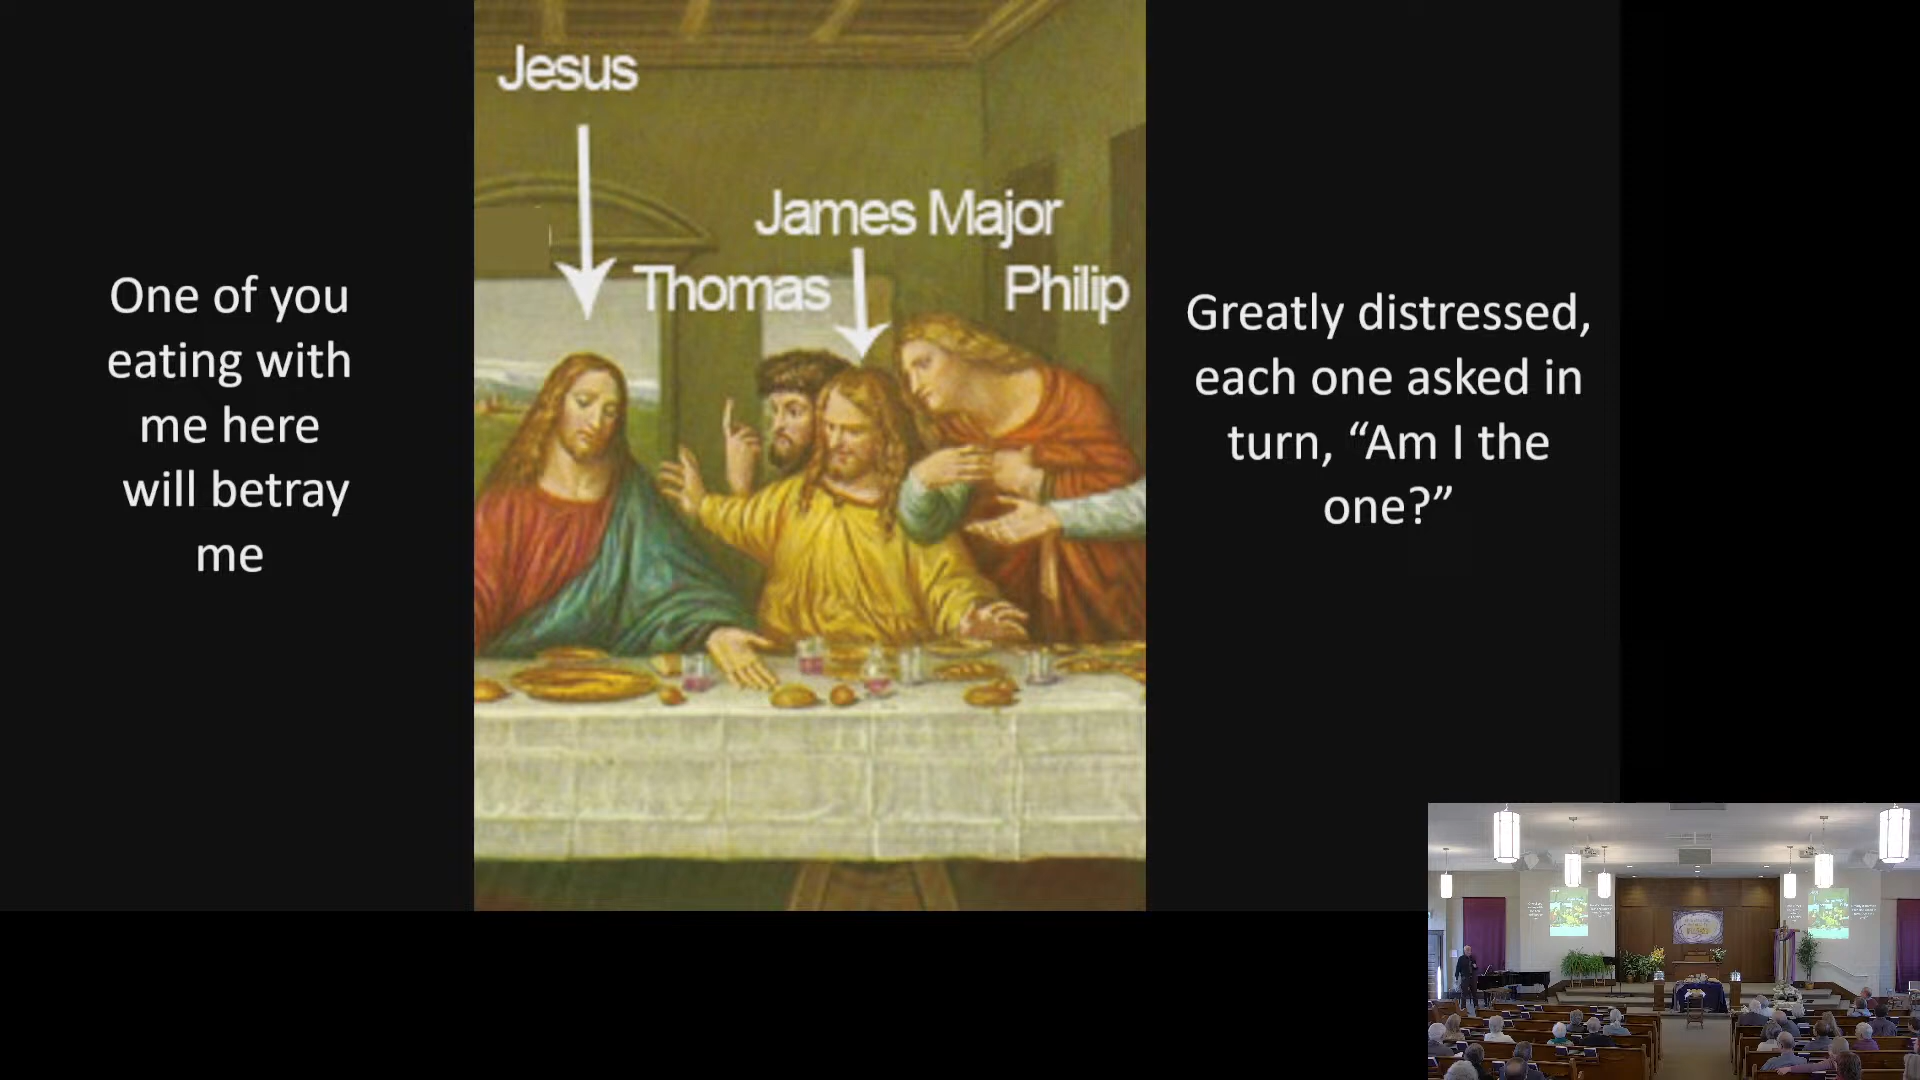 One of you
eating with
me here
will betray
me
Jesus
James Major
Thomas
Philip
Greatly distressed,
each one asked in
turn, “Am I the
one?”